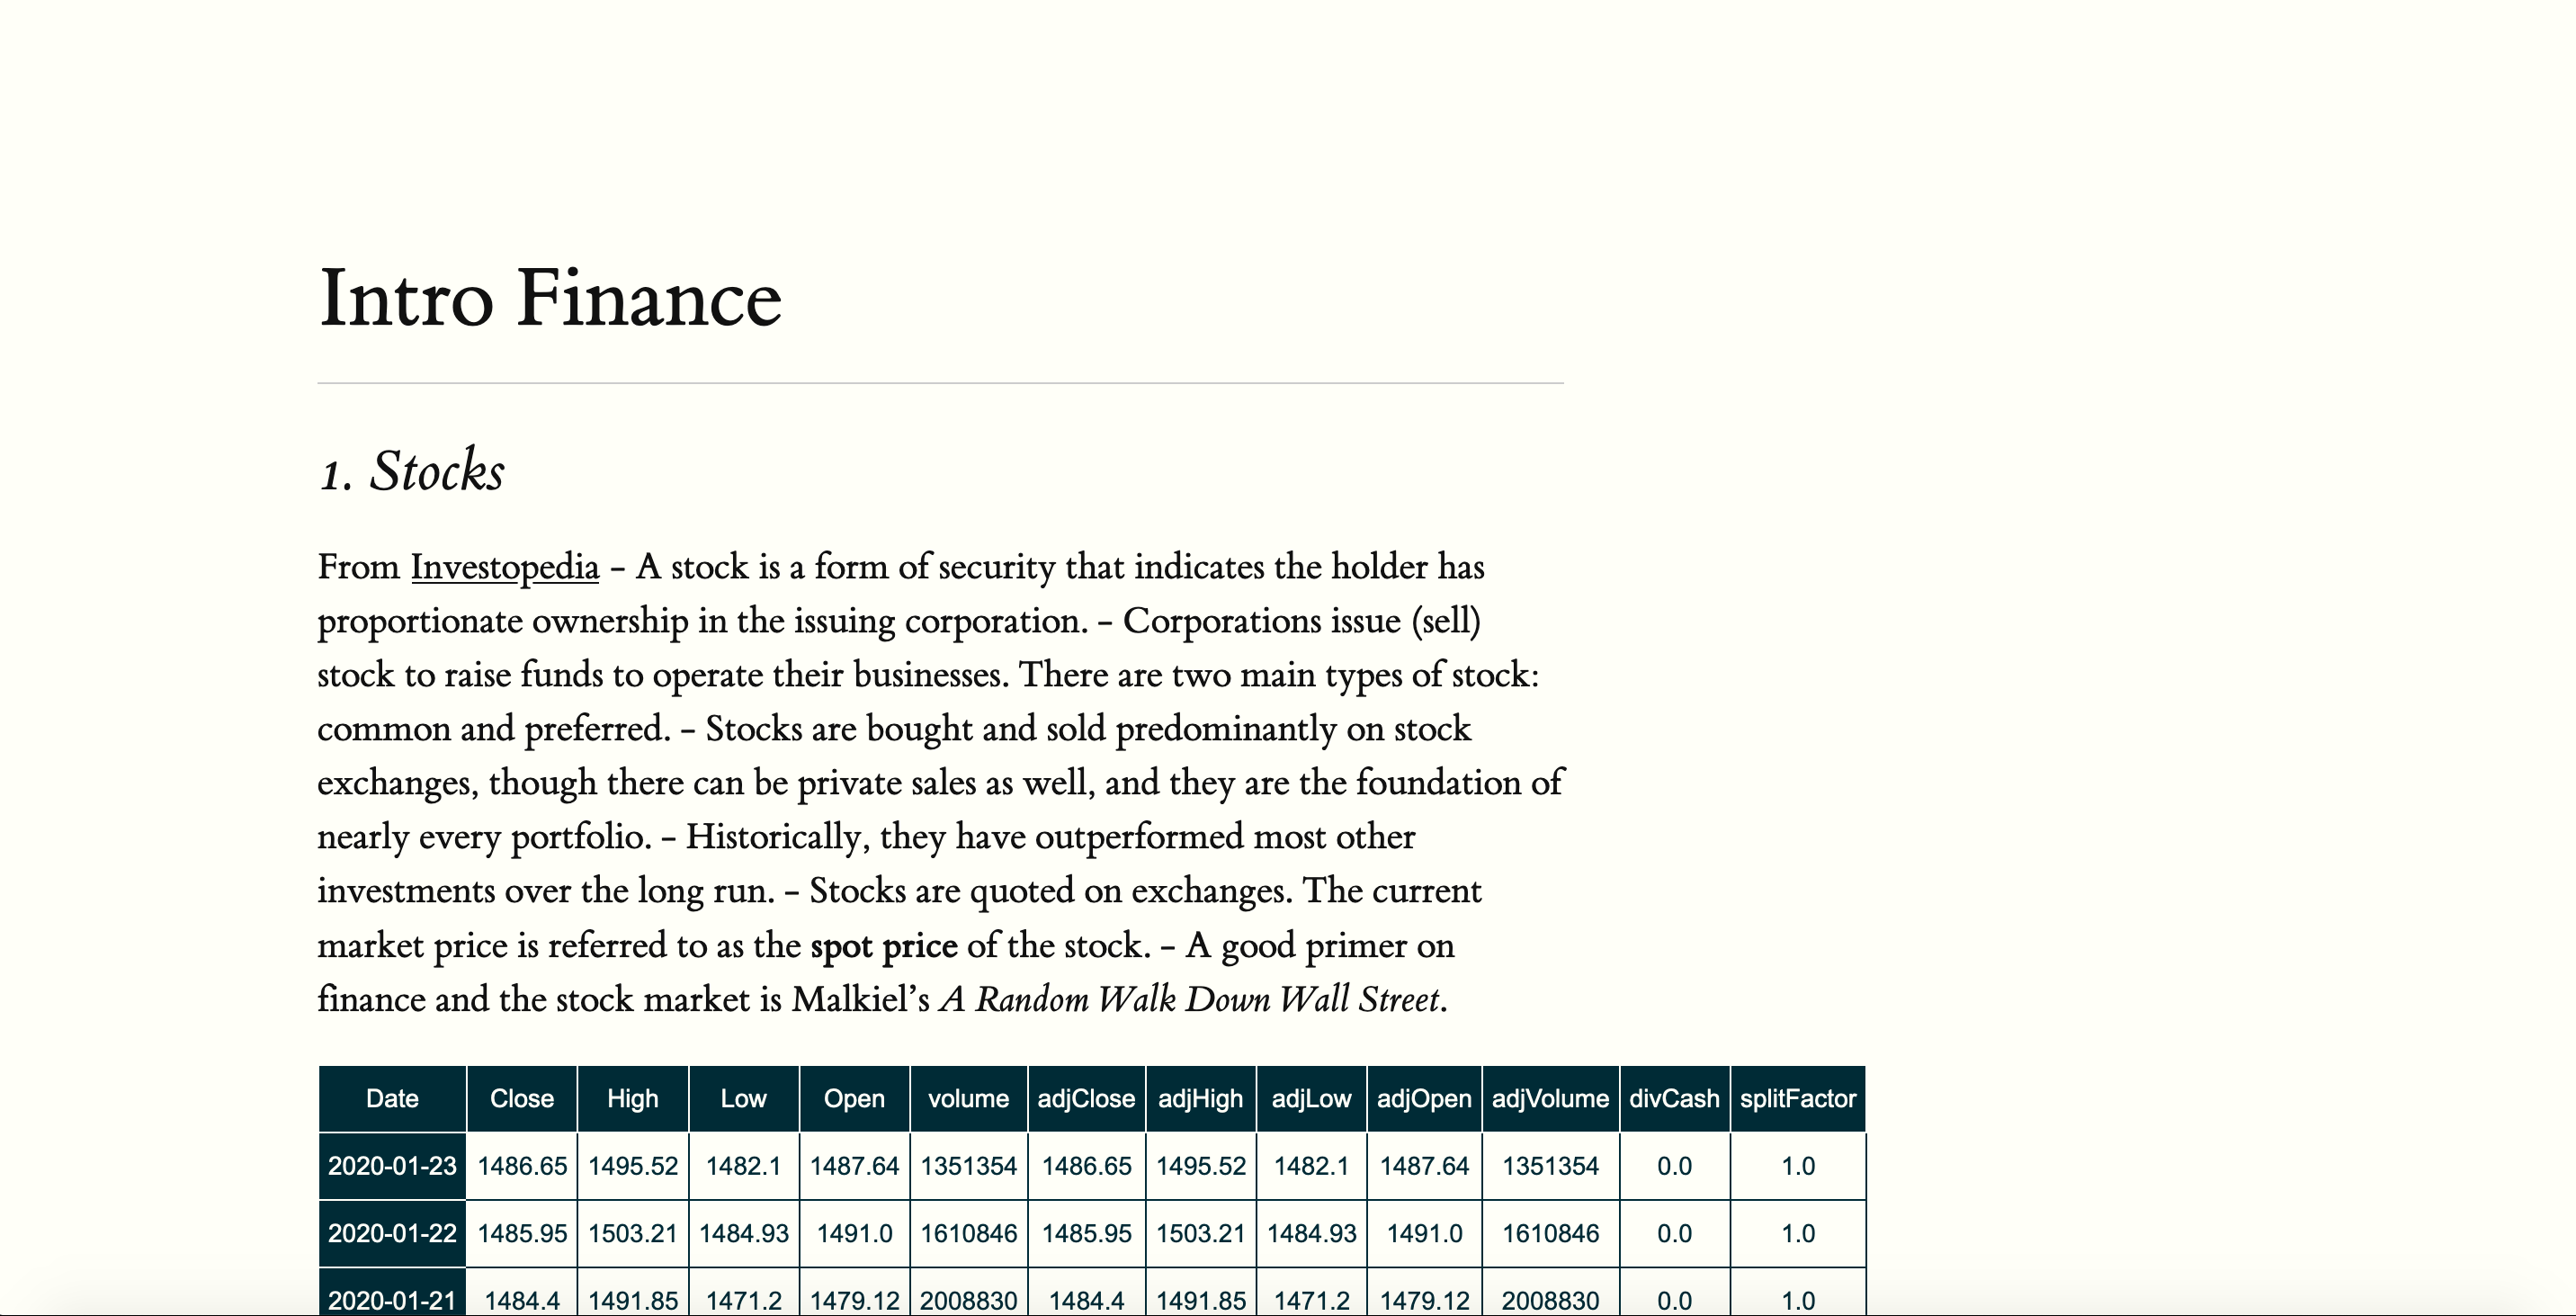 Intro Finance
1. Stocks
From Investopedia – A stock is a form of security that indicates the holder has
proportionate ownership in the issuing corporation. – Corporations issue (sell)
stock to raise funds to operate their businesses. There are two main types of stock:
common and preferred. – Stocks are bought and sold predominantly on stock
exchanges, though there can be private sales as well, and they are the foundation of
nearly every portfolio. – Historically, they have outperformed most other
investments over the long run. – Stocks are quoted on exchanges. The current
market price is referred to as the spot price of the stock. – A good primer on
finance and the stock market is Malkiel’s A Random Walk Down Wall Street.
Date Close High Low Open volume adjClose adjHigh adjLow adjOpen adjVolume divCash splitFactor
2020-01-23 1486.65 1495.52 1482.1 1487.64 1351354 1486.65 1495.52 1482.1 1487.64 1351354 0.0 1.0
2020-01-22 1485.95 1503.21 1484.93 1491.0 1610846 1485.95 1503.21 1484.93 1491.0 1610846 0.0 1.0
2020-01-21 1484.4 1491.85 1471.2 1479.12 2008830 1484.4 1491.85 1471.2 1479.12 2008830 0.0 1.0